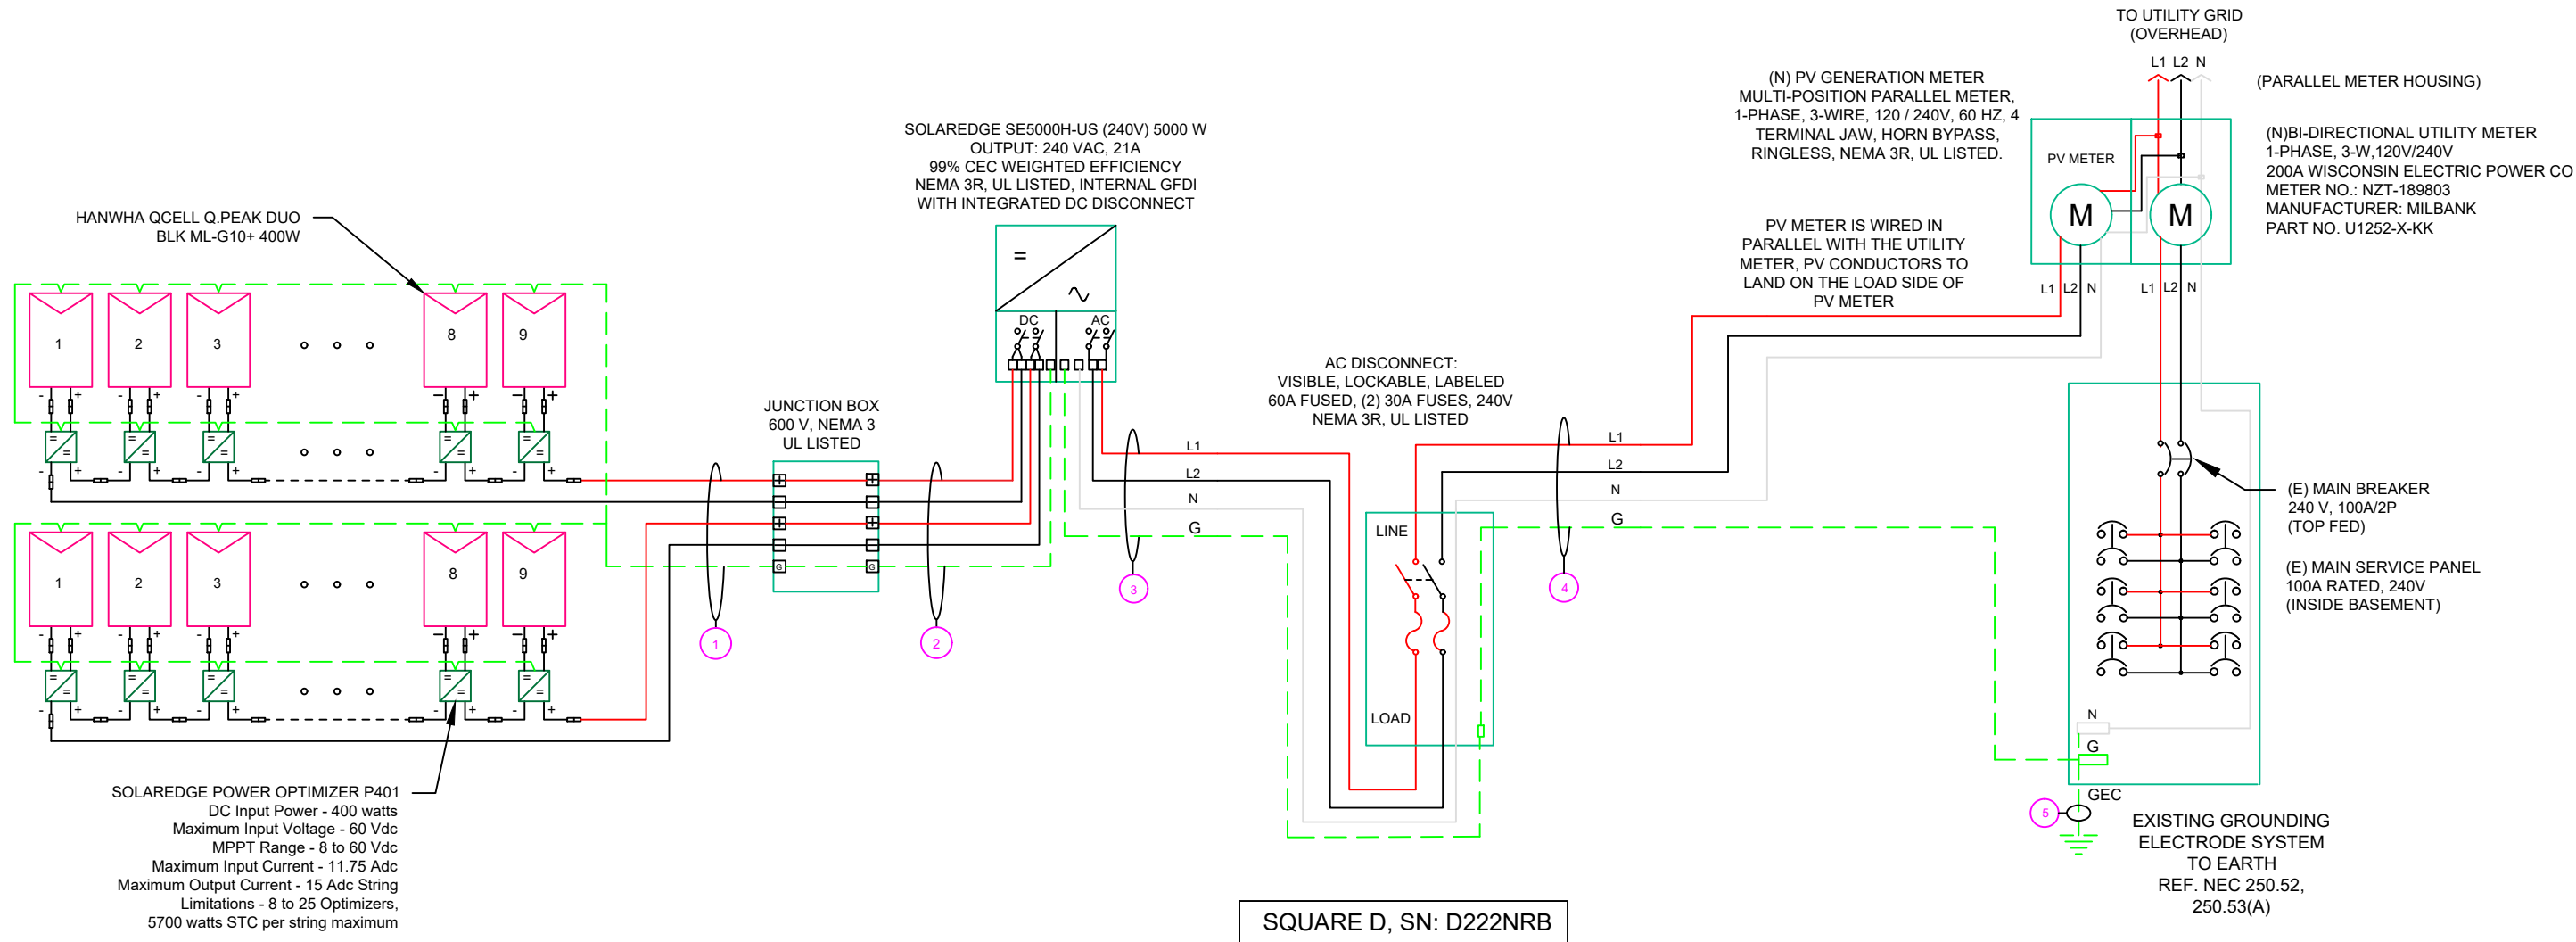 TO UTILITY GRID
(OVERHEAD)
L1 L2 N
(PARALLEL METER HOUSING)
(N) PV GENERATION METER
MULTI-POSITION PARALLEL METER,
1-PHASE, 3-WIRE, 120 / 240V, 60 HZ, 4
TERMINAL JAW, HORN BYPASS,
RINGLESS, NEMA 3R, UL LISTED.
(N)BI-DIRECTIONAL UTILITY METER
1-PHASE, 3-W,120V/240V
200A WISCONSIN ELECTRIC POWER CO
METER NO.: NZT-189803
MANUFACTURER: MILBANK
PART NO. U1252-X-KK
PV METER
M
M
L1 L2 N
L1 L2 N
PV METER IS WIRED IN
PARALLEL WITH THE UTILITY
METER, PV CONDUCTORS TO
LAND ON THE LOAD SIDE OF
PV METER
SOLAREDGE SE5000H-US (240V) 5000 W
OUTPUT: 240 VAC, 21A
99% CEC WEIGHTED EFFICIENCY
NEMA 3R, UL LISTED, INTERNAL GFDI
WITH INTEGRATED DC DISCONNECT
=
DC
AC
HANWHA QCELL Q.PEAK DUO
BLK ML-G10+ 400W
1 2 3 8 9
- + - + - + - + - +
= = = = = = = = = =
- + - + - + - + - +
JUNCTION BOX
600 V, NEMA 3
UL LISTED
+ +
- -
+ +
- -
G G
1
2
L1
L2
N
G
3
AC DISCONNECT:
VISIBLE, LOCKABLE, LABELED
60A FUSED, (2) 30A FUSES, 240V
NEMA 3R, UL LISTED
LINE
LOAD
L1
L2
N
G
4
1 2 3 8 9
- + - + - + - + - +
= = = = = = = = = =
- + - + - + - + - +
SOLAREDGE POWER OPTIMIZER P401
DC Input Power - 400 watts
Maximum Input Voltage - 60 Vdc
MPPT Range - 8 to 60 Vdc
Maximum Input Current - 11.75 Adc
Maximum Output Current - 15 Adc String
Limitations - 8 to 25 Optimizers,
5700 watts STC per string maximum
(E) MAIN BREAKER
240 V, 100A/2P
(TOP FED)
(E) MAIN SERVICE PANEL
100A RATED, 240V
(INSIDE BASEMENT)
N
G
GEC
5
EXISTING GROUNDING
ELECTRODE SYSTEM
TO EARTH
REF. NEC 250.52,
250.53(A)
SQUARE D, SN: D222NRB